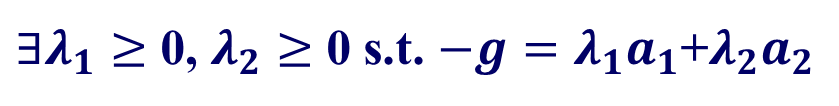 ∃λ₁ ≥ 0, λ₂ ≥ 0 s.t. −g = λ₁a₁+λ₂a₂